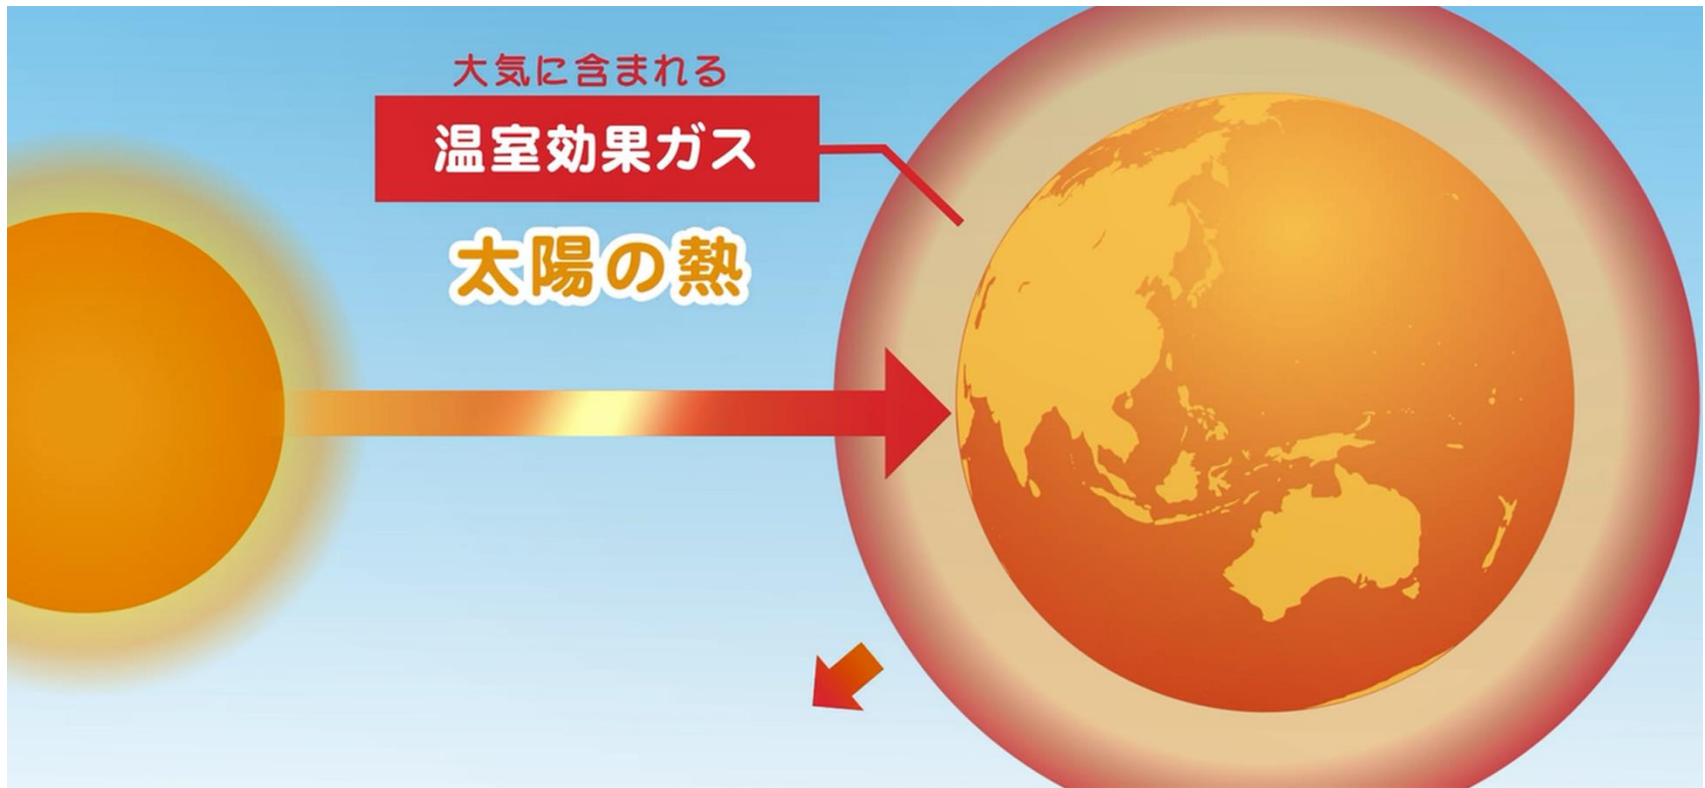 大気に含まれる
温室効果ガス
太陽の熱